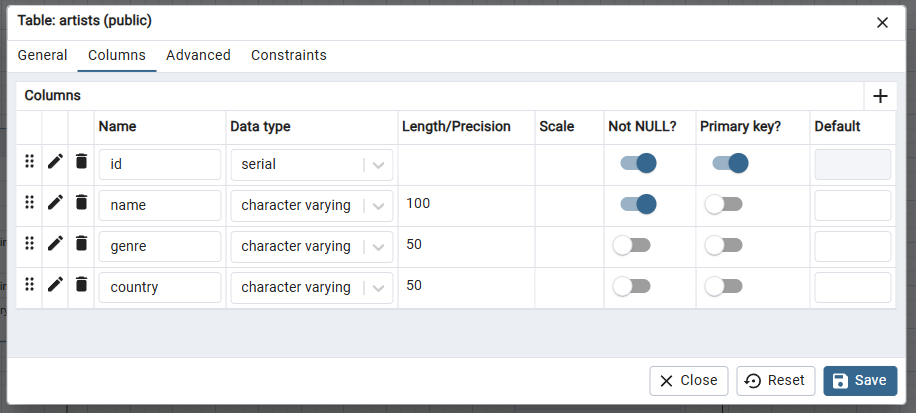 Table: artists (public)
General Columns Advanced Constraints
Columns
Name Data type Length/Precision Scale Not NULL? Primary key? Default
id serial
name character varying 100
genre character varying 50
country character varying 50
Close Reset Save